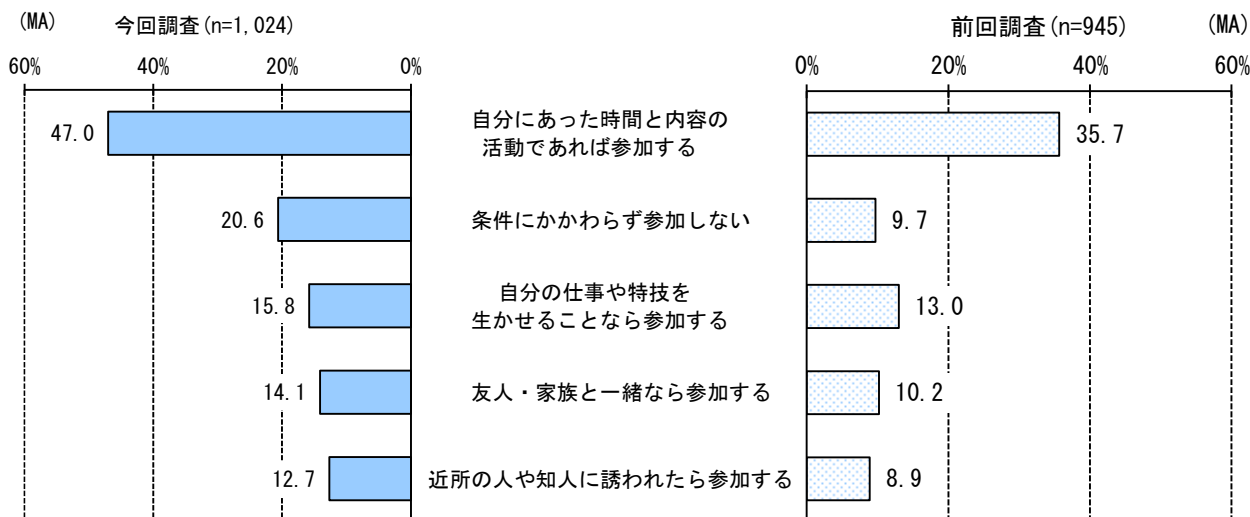 (MA) 今回調査(n=1,024) 前回調査(n=945) (MA)
60% 40% 20% 0% 0% 20% 40% 60%
47.0 自分にあった時間と内容の
活動であれば参加する 35.7
20.6 条件にかかわらず参加しない 9.7
15.8 自分の仕事や特技を
生かせることなら参加する 13.0
14.1 友人・家族と一緒なら参加する 10.2
12.7 近所の人や知人に誘われたら参加する 8.9